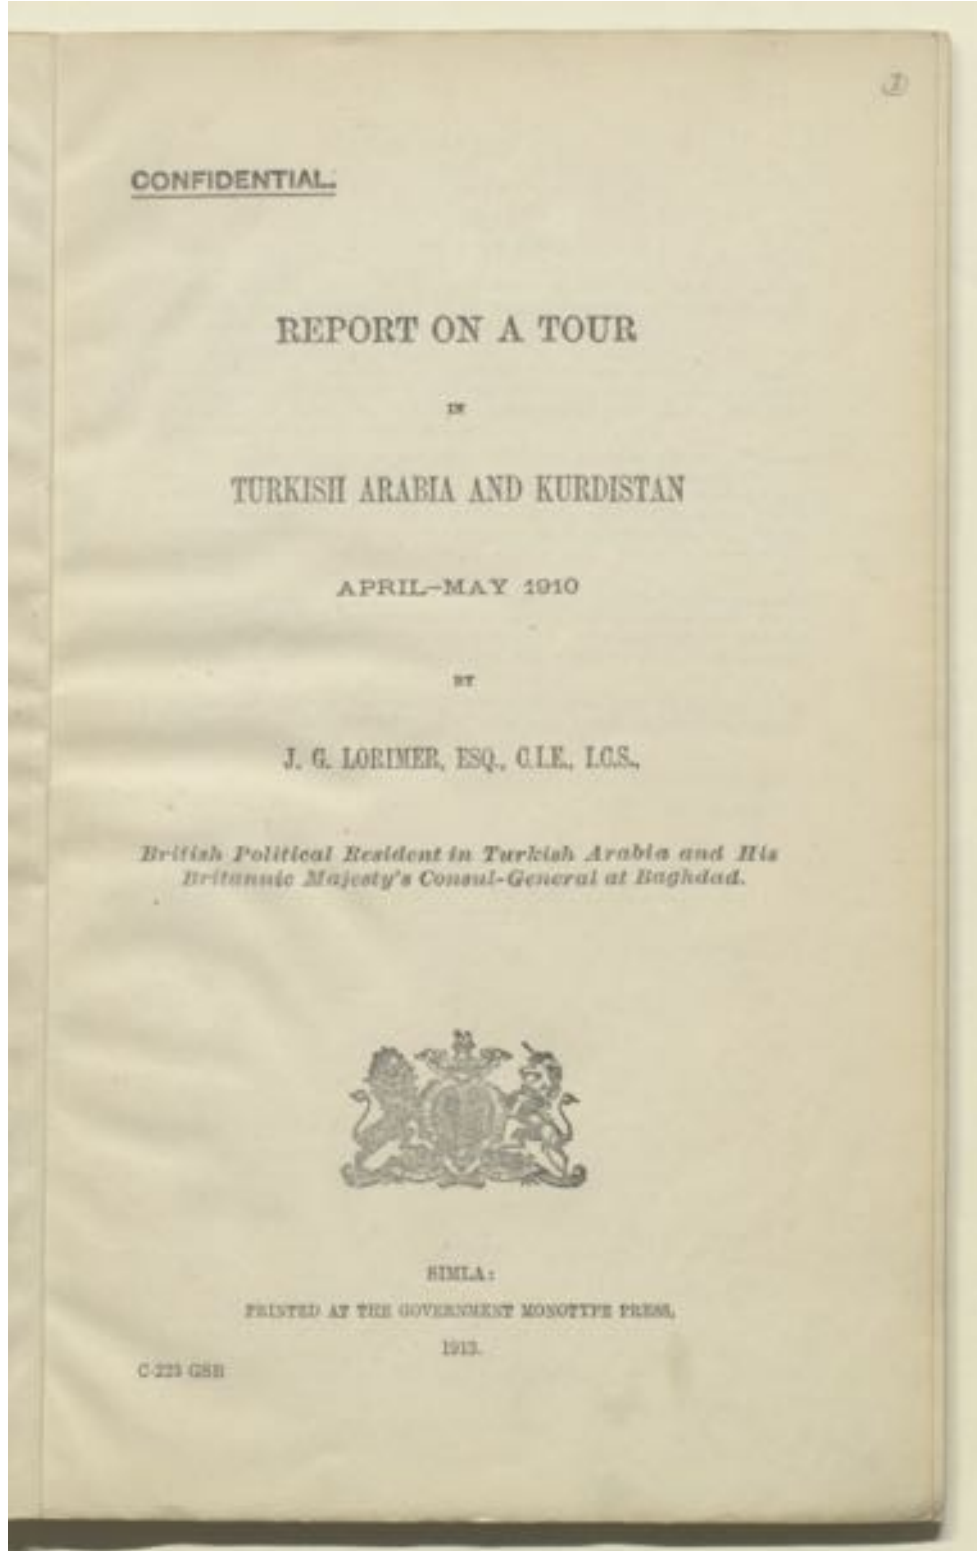 1
CONFIDENTIAL.
REPORT ON A TOUR
IN
TURKISH ARABIA AND KURDISTAN
APRIL–MAY 1910
BY
J. G. LORIMER, ESQ., C.I.E., I.C.S.,
British Political Resident in Turkish Arabia and His
Britannic Majesty's Consul-General at Baghdad.
SIMLA:
PRINTED AT THE GOVERNMENT MONOTYPE PRESS,
1913.
C-223 GSB